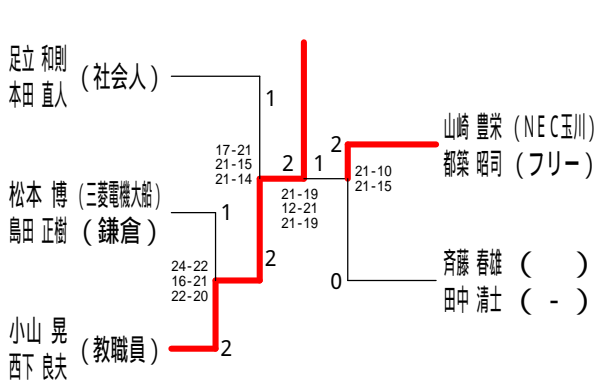 足立 和則
本田 直人
(社会人)
1
17-21
21-15
21-14
2
1
21-19
12-21
21-19
松本 博 (三菱電機大船)
島田 正樹 (鎌倉)
1
24-22
16-21
22-20
2
小山 晃
西下 良夫
(教職員)
2
山崎 豊栄 (NEC玉川)
都築 昭司 (フリー)
2
21-10
21-15
0
斉藤 春雄 (　)
田中 清士 ( - )